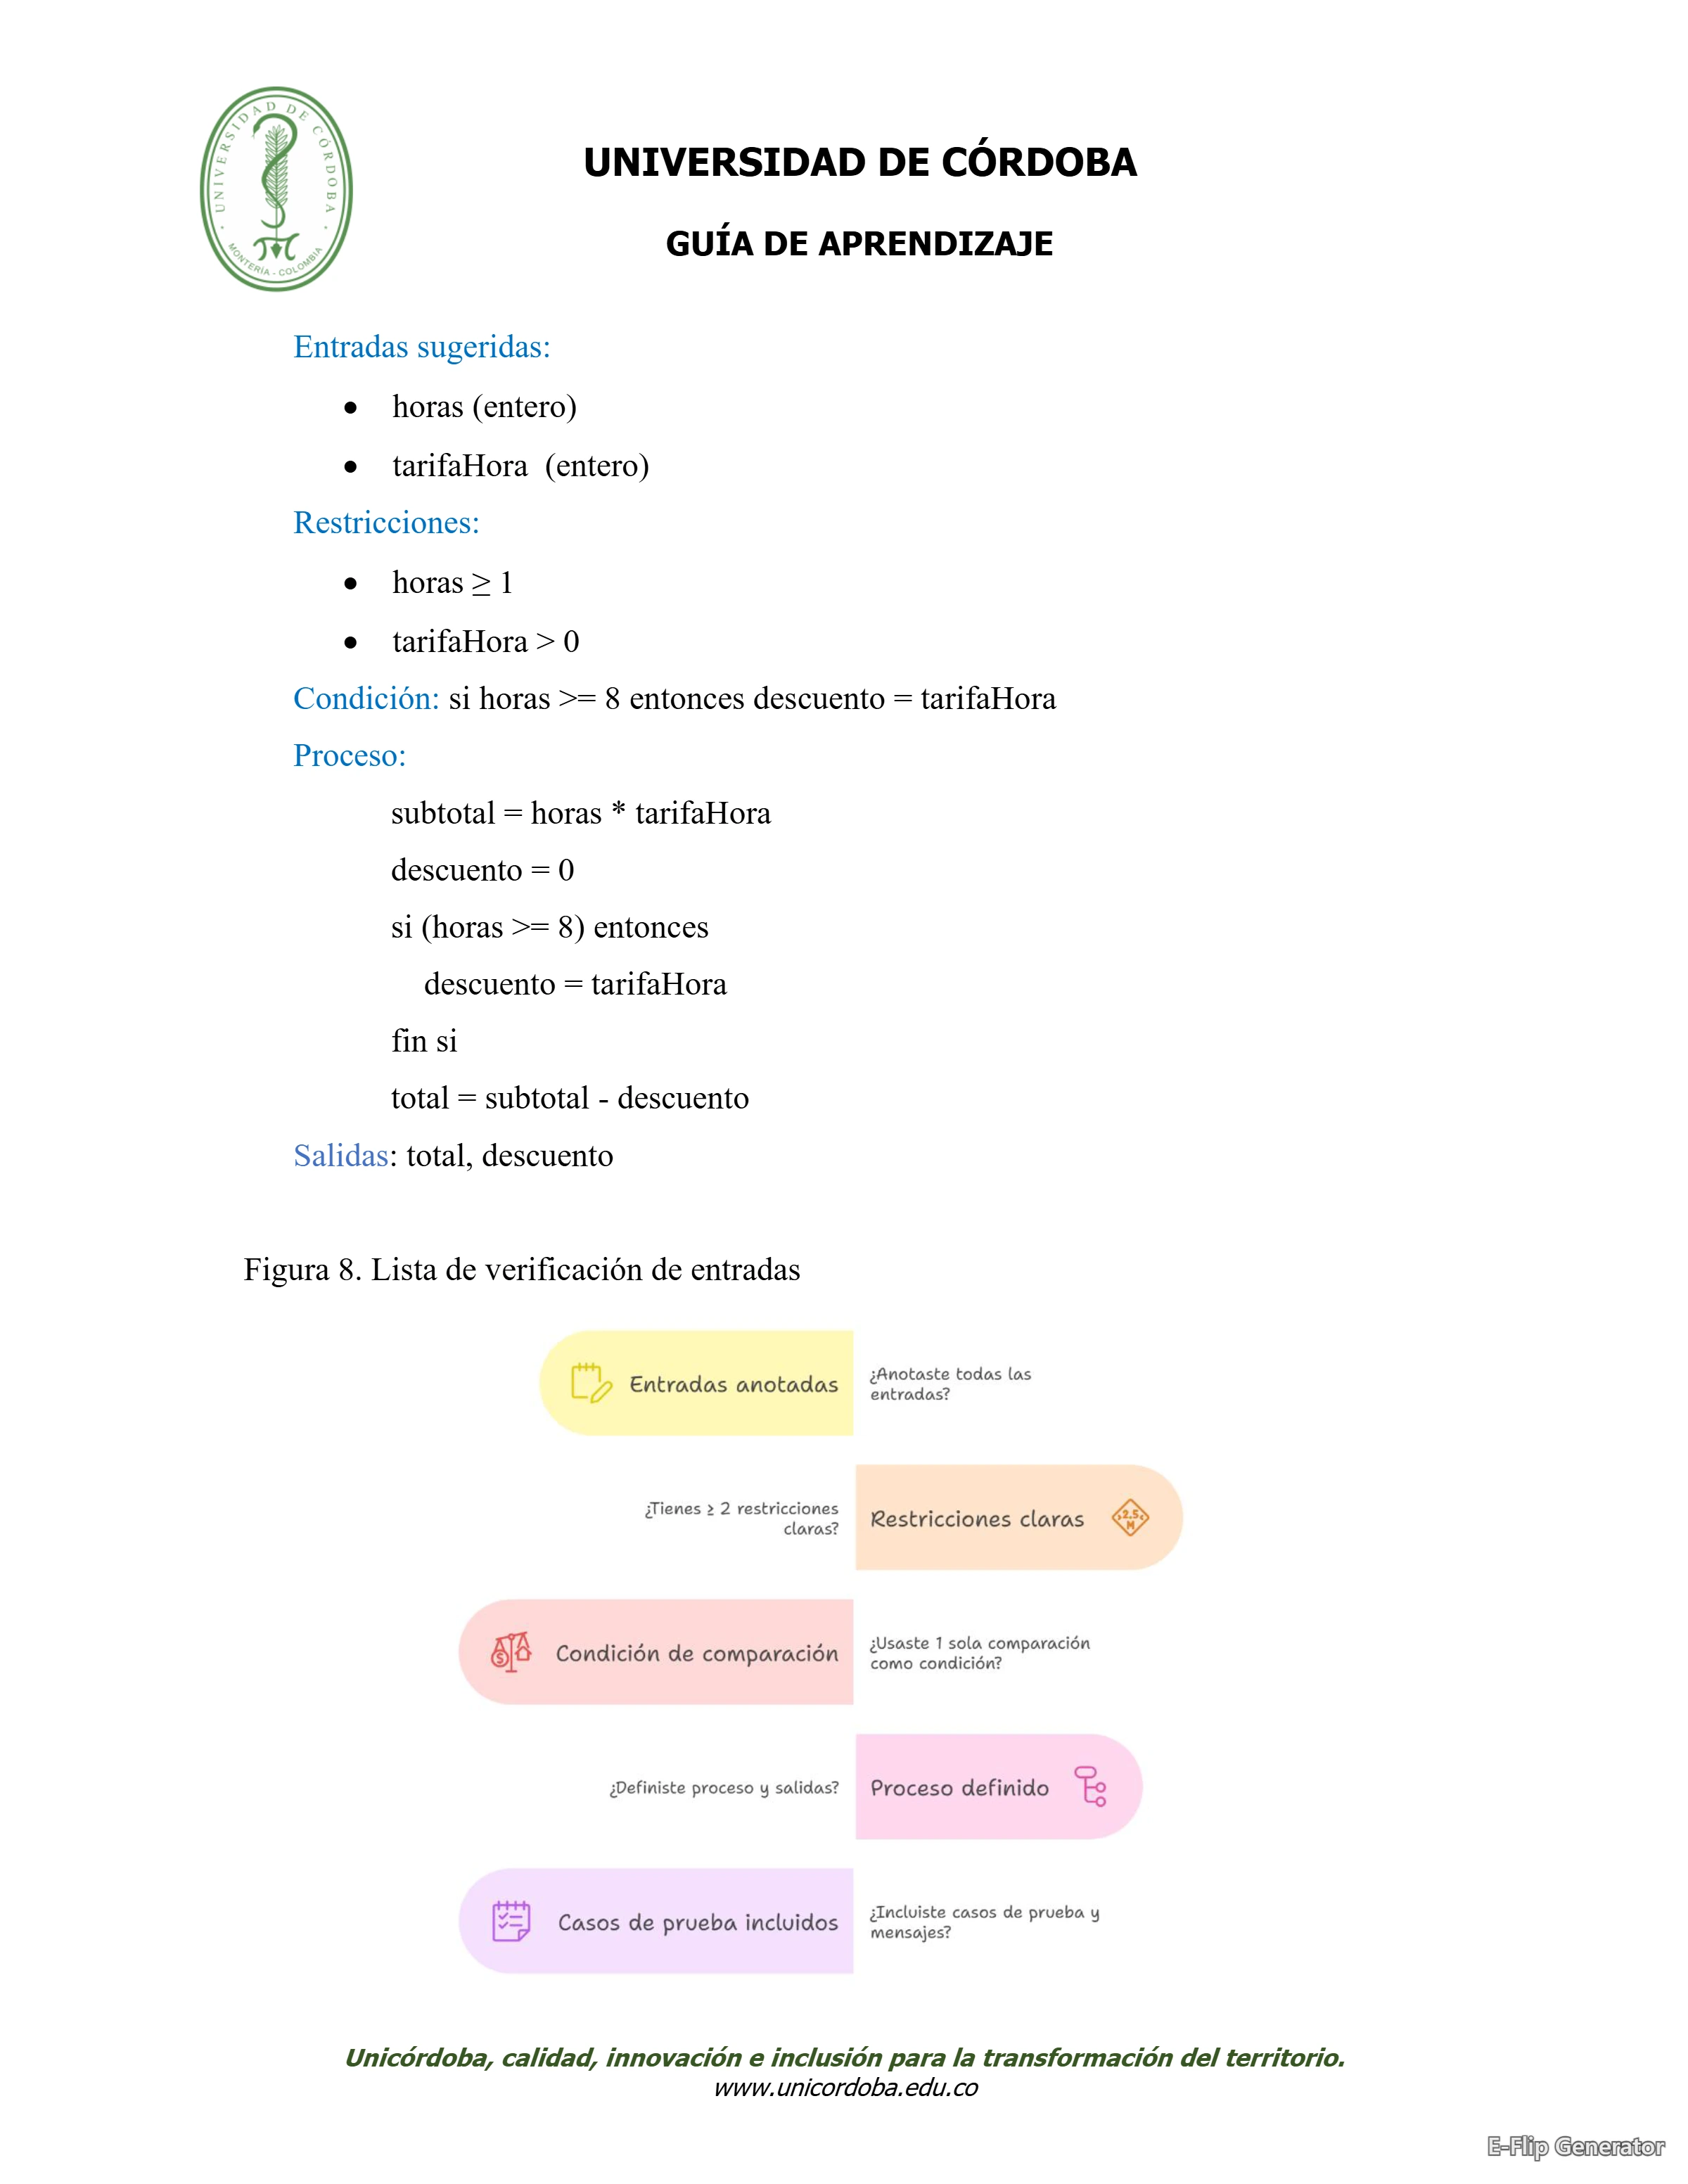 UNIVERSIDAD DE CÓRDOBA
MONTERÍA - COLOMBIA
UNIVERSIDAD DE CÓRDOBA
GUÍA DE APRENDIZAJE
Entradas sugeridas:
• horas (entero)
• tarifaHora (entero)
Restricciones:
• horas ≥ 1
• tarifaHora > 0
Condición: si horas >= 8 entonces descuento = tarifaHora
Proceso:
subtotal = horas * tarifaHora
descuento = 0
si (horas >= 8) entonces
descuento = tarifaHora
fin si
total = subtotal - descuento
Salidas: total, descuento
Figura 8. Lista de verificación de entradas
Entradas anotadas
¿Anotaste todas las
entradas?
¿Tienes ≥ 2 restricciones
claras?
Restricciones claras
2.5
M
$
Condición de comparación
¿Usaste 1 sola comparación
como condición?
¿Definiste proceso y salidas?
Proceso definido
Casos de prueba incluidos
¿Incluiste casos de prueba y
mensajes?
Unicórdoba, calidad, innovación e inclusión para la transformación del territorio.
www.unicordoba.edu.co
E-Flip Generator